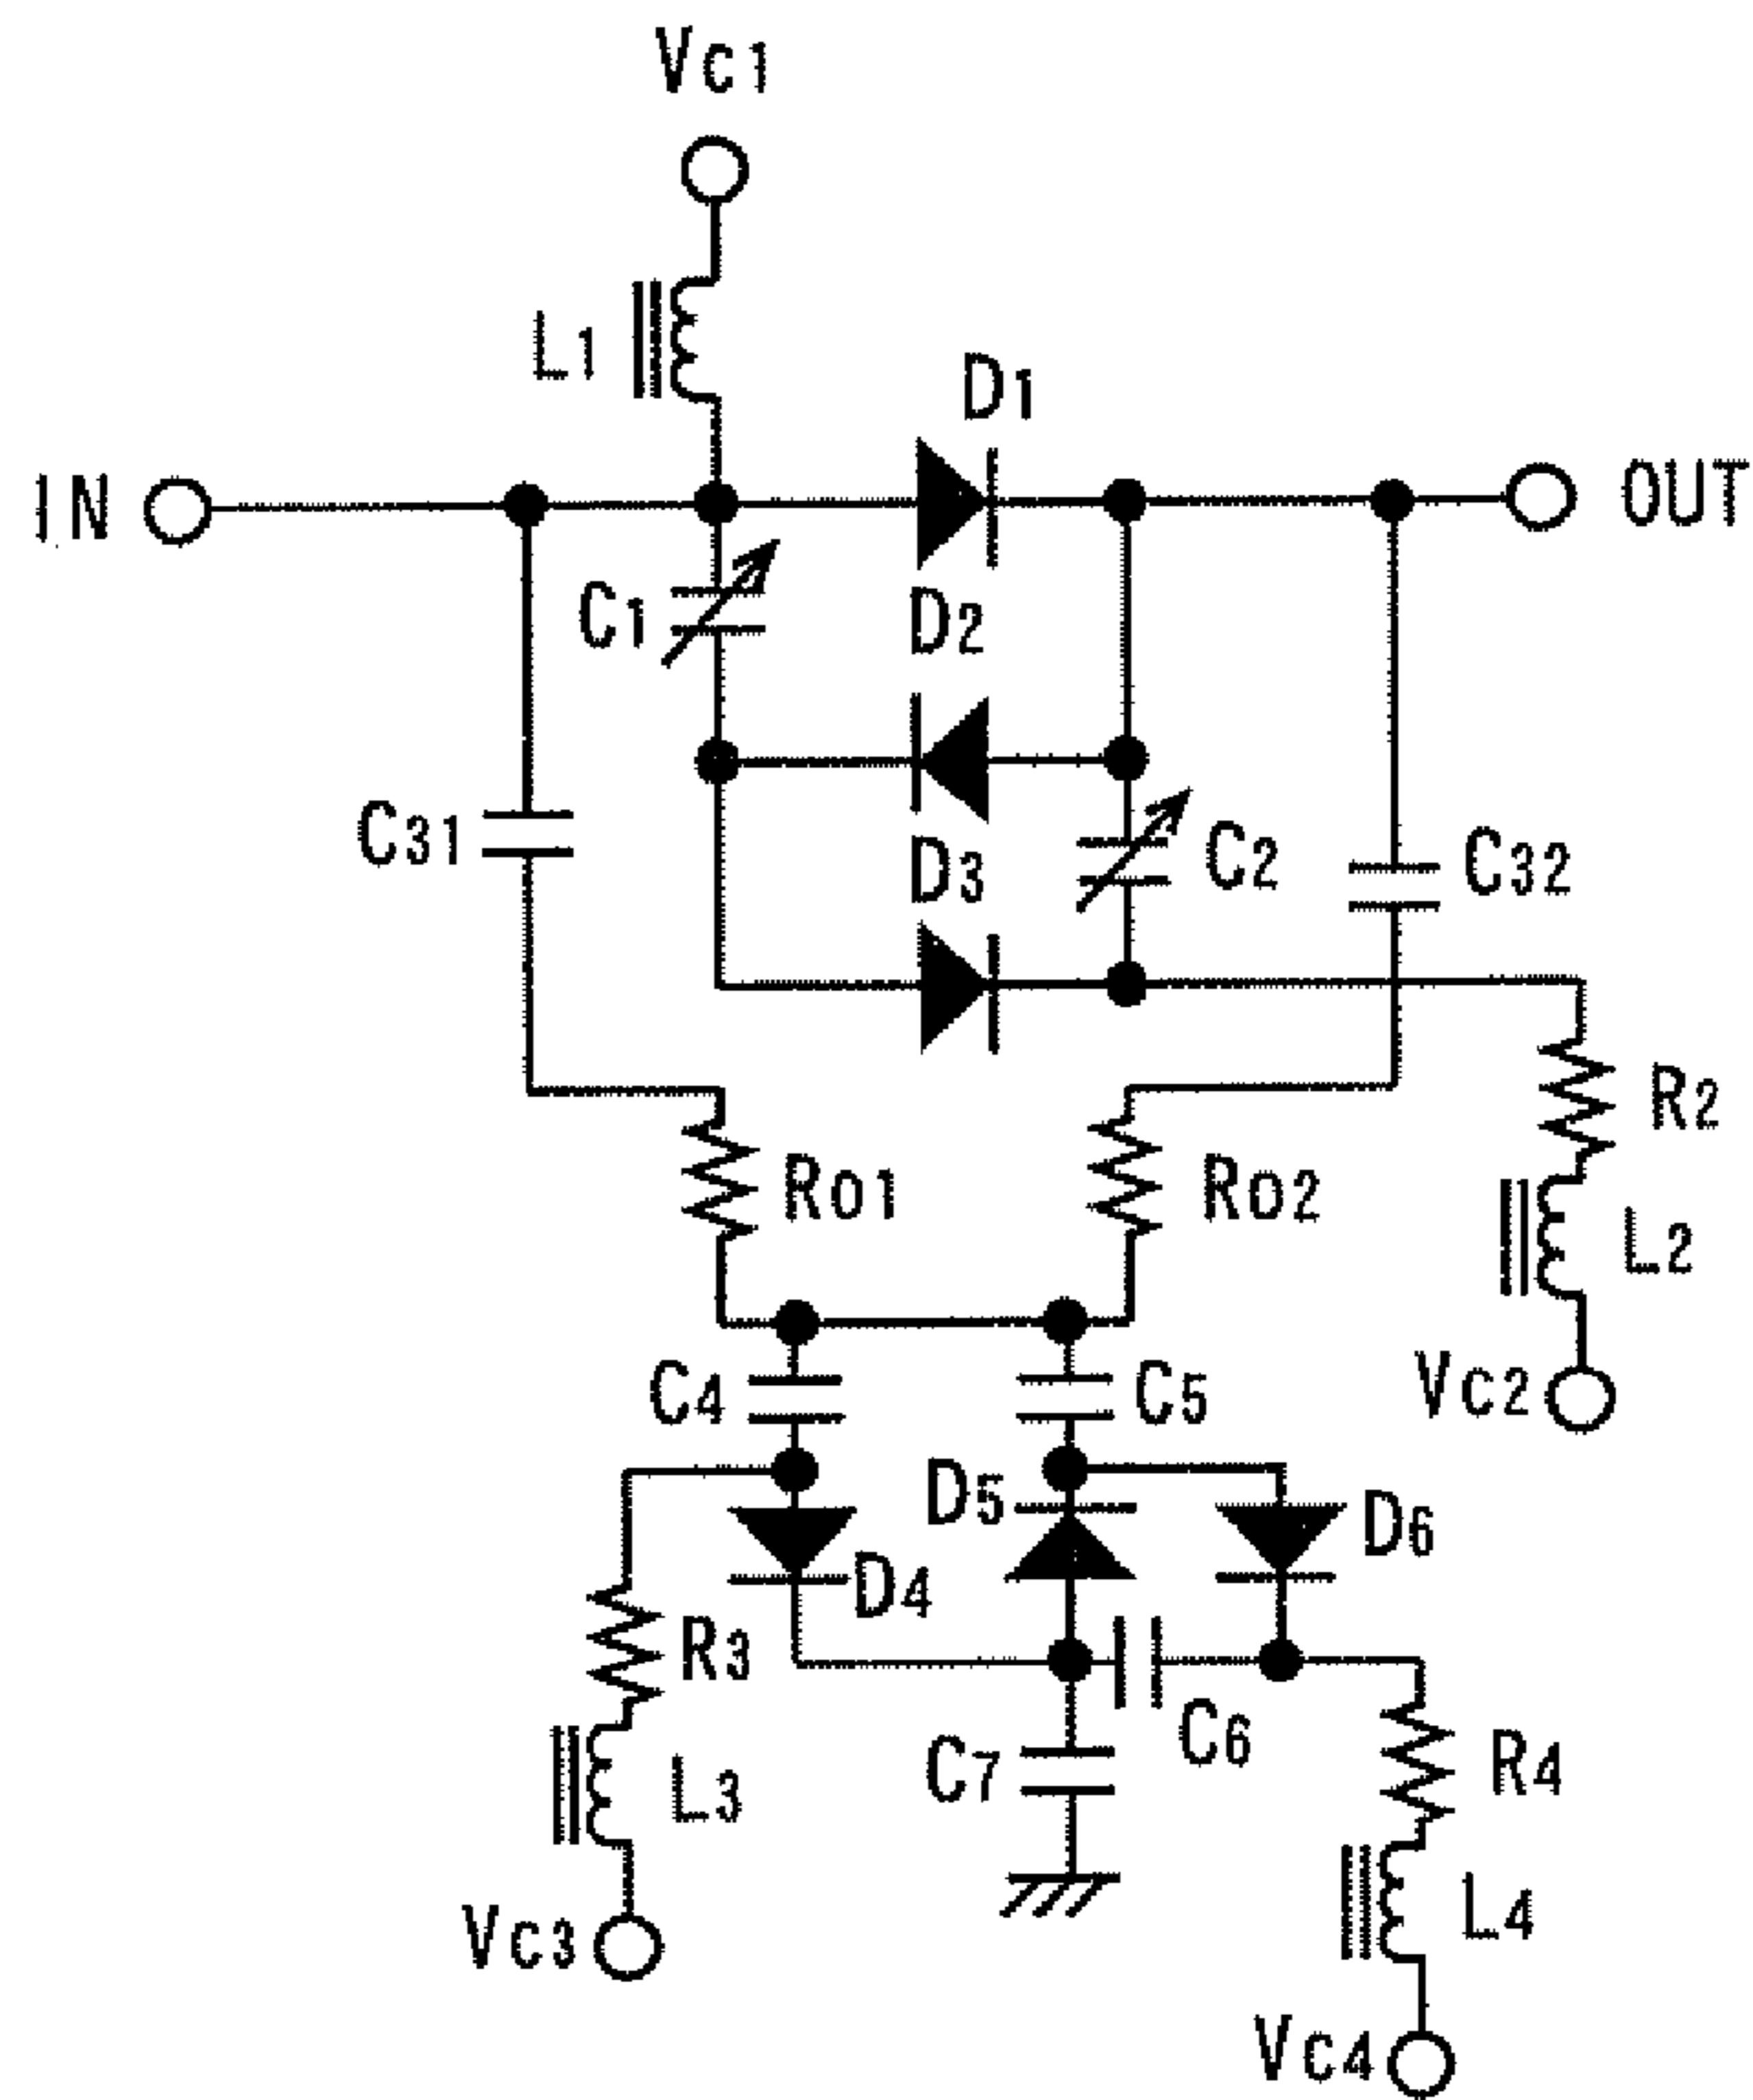 Vc1
L1
D1
IN
OUT
C1
D2
C31
D3
C2
C32
R2
Ro1
Ro2
L2
C4
C5
Vc2
D5
D6
D4
R3
C6
C7
R4
L3
L4
Vc3
Vc4